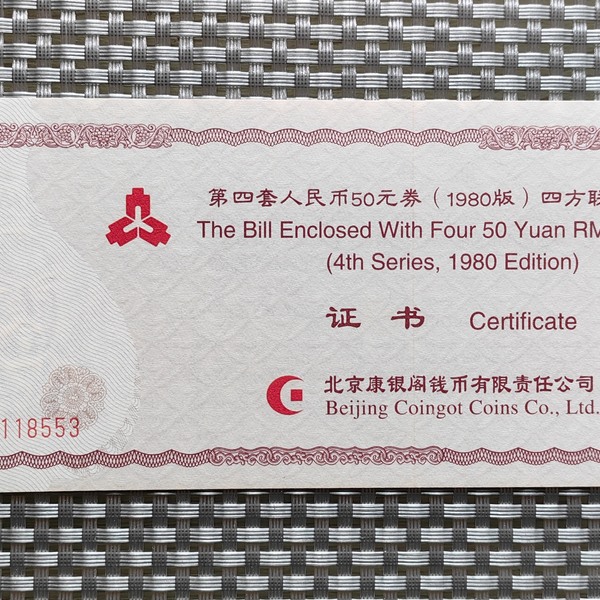 第四套人民币50元券（1980版）四方联
The Bill Enclosed With Four 50 Yuan RM
(4th Series, 1980 Edition)
证书 Certificate
北京康银阁钱币有限责任公司
Beijing Coingot Coins Co., Ltd.
118553